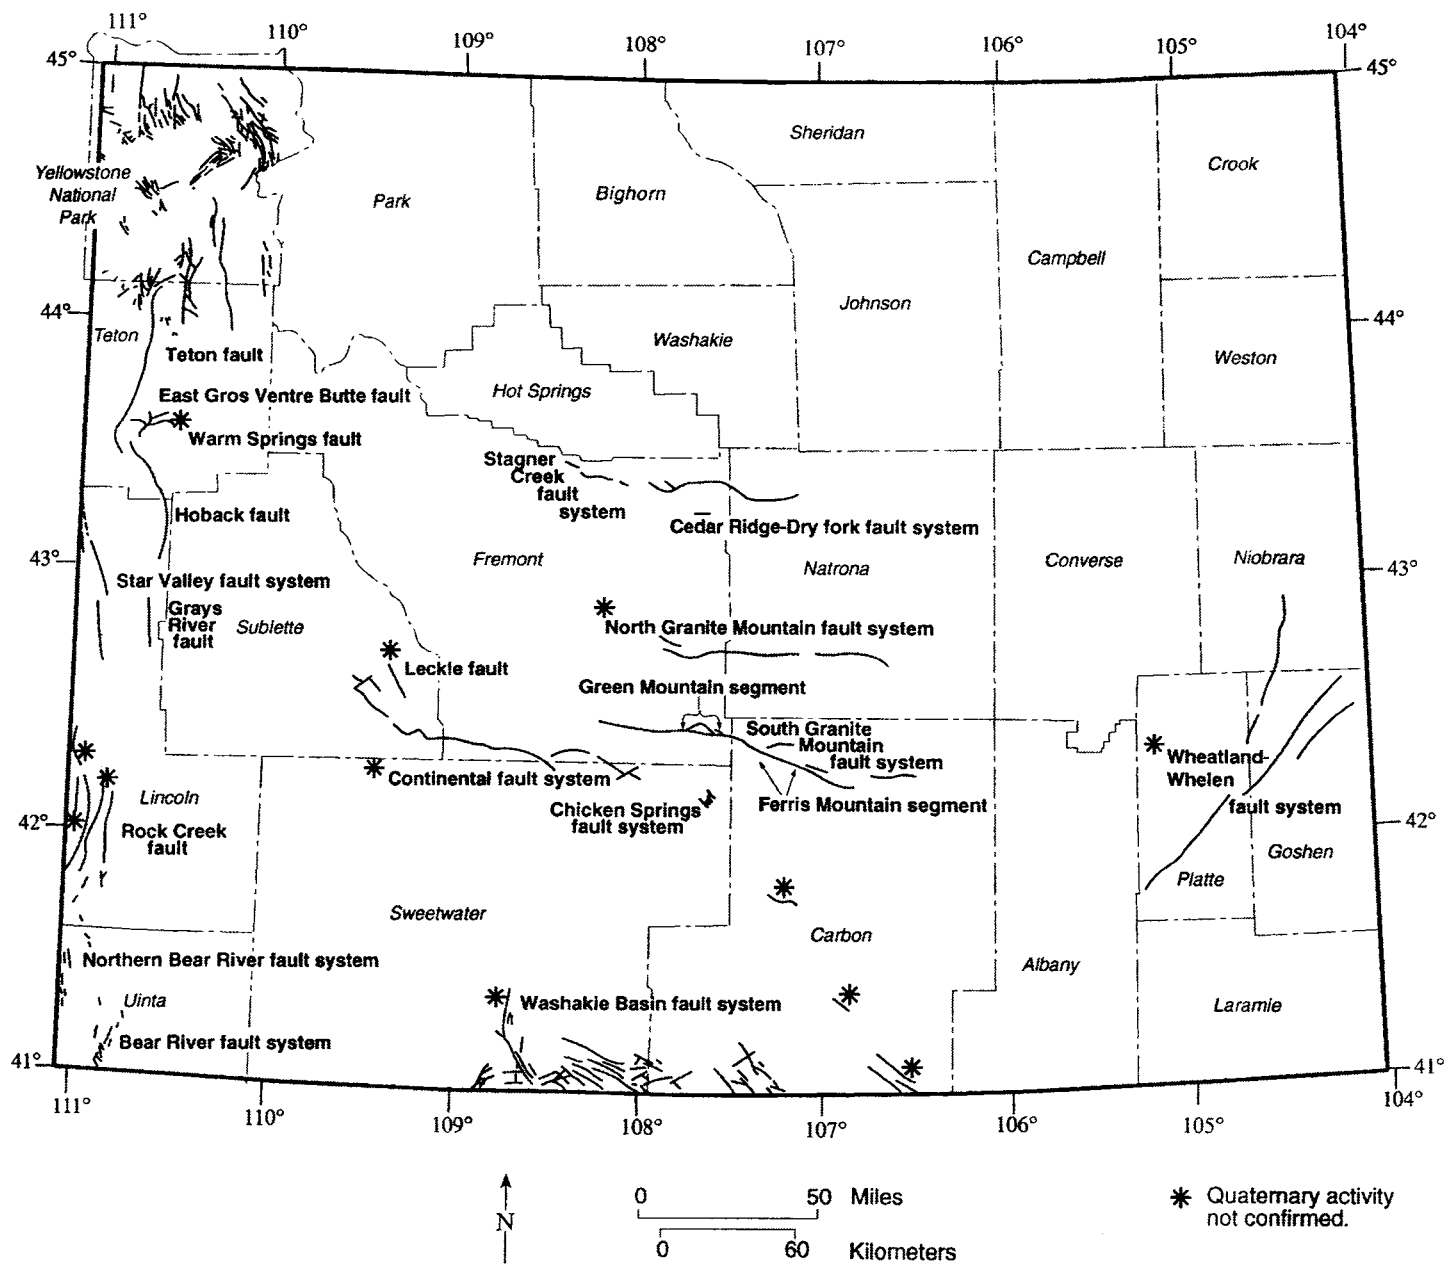 111°
110°
109°
108°
107°
106°
105°
104°
45°
45°
Sheridan
Crook
Yellowstone
National
Park
Park
Bighorn
Campbell
Johnson
44°
44°
Teton
Washakie
Weston
Teton fault
East Gros Ventre Butte fault
Hot Springs
Warm Springs fault
Stagner
Creek
fault
system
Hoback fault
Cedar Ridge-Dry fork fault system
43°
43°
Fremont
Natrona
Converse
Niobrara
Star Valley fault system
Grays
River
fault
Sublette
North Granite Mountain fault system
Leckie fault
Green Mountain segment
South Granite
Mountain
fault system
Wheatland-
Whelen
fault system
Continental fault system
Lincoln
Chicken Springs
fault system
Ferris Mountain segment
42°
42°
Rock Creek
fault
Goshen
Platte
Sweetwater
Carbon
Northern Bear River fault system
Albany
Uinta
Washakie Basin fault system
Laramie
Bear River fault system
41°
41°
111°
110°
109°
108°
107°
106°
105°
104°
0 50 Miles
N
0 60 Kilometers
Quaternary activity
not confirmed.